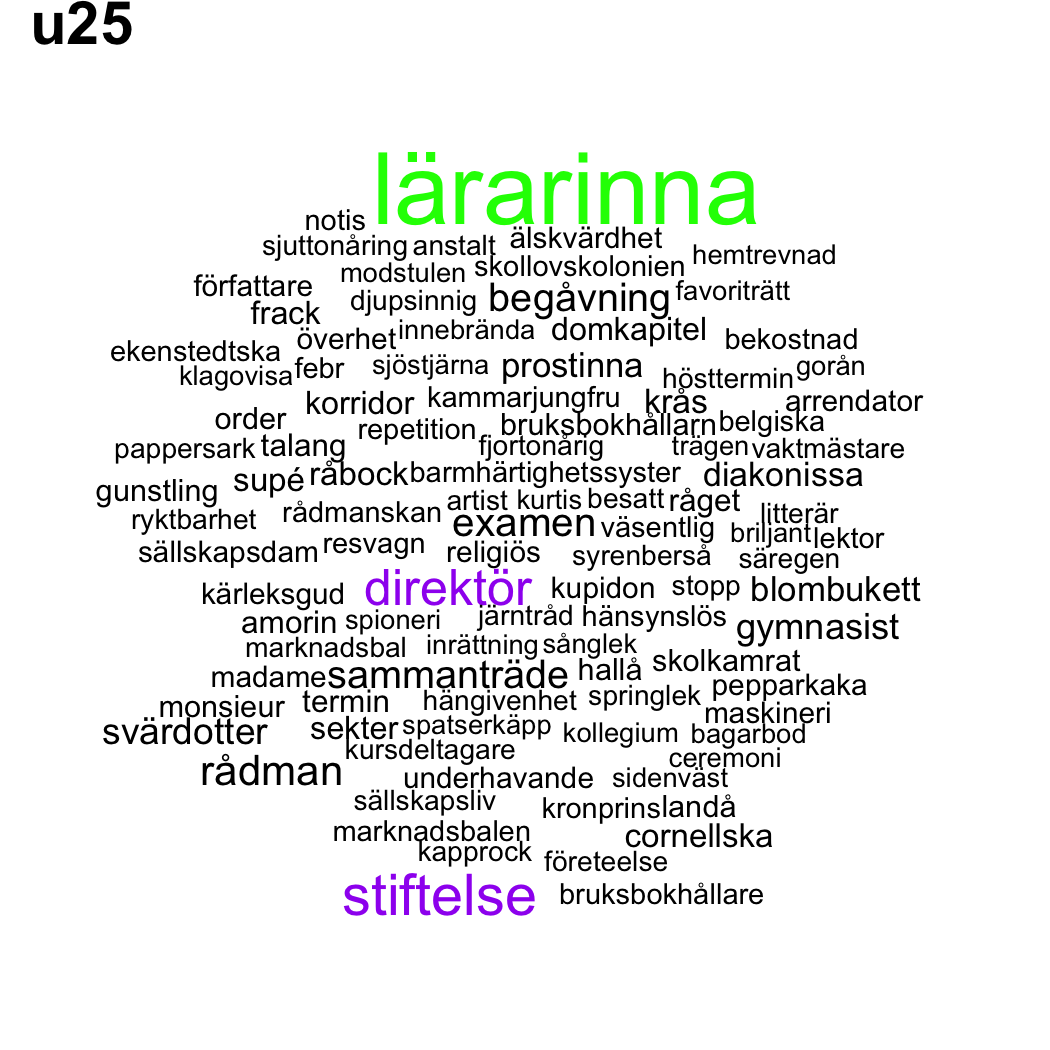 u25
lärarinna
notis
sjuttonåring anstalt älskvärdhet hemtrevnad
modstulen skollovskolonien
författare djupsinnig begåvning favoriträtt
frack överhet innebrända domkapitel bekostnad
ekenstedtska klagovisa febr sjöstjärna prostinna hösttermin gorån
order korridor kammarjungfru krås arrendator
repetition bruksbokhållarn belgiska
pappersark talang fjortonårig trägen vaktmästare
gunstling supé råbock barmhärtighetssyster diakonissa
ryktbarhet rådmanskan artist kurtis besatt råget litterär
examen väsentlig briljant lektor
sällskapsdam resvagn religiös syrenberså säregen
kärleksgud direktör kupidon stopp blombukett
amorin spioneri järntråd hänsynslös gymnasist
marknadsbal inrättning sånglek
madame sammanträde hallå skolkamrat
monsieur termin hängivenhet springlek pepparkaka
svärdotter sekter spatserkäpp kollegium maskineri
kursdeltagare bagarbod
rådman underhavande sidenväst ceremoni
sällskapsliv kronprins landå
marknadsbalen cornellska
kapprock företeelse
stiftelse bruksbokhållare